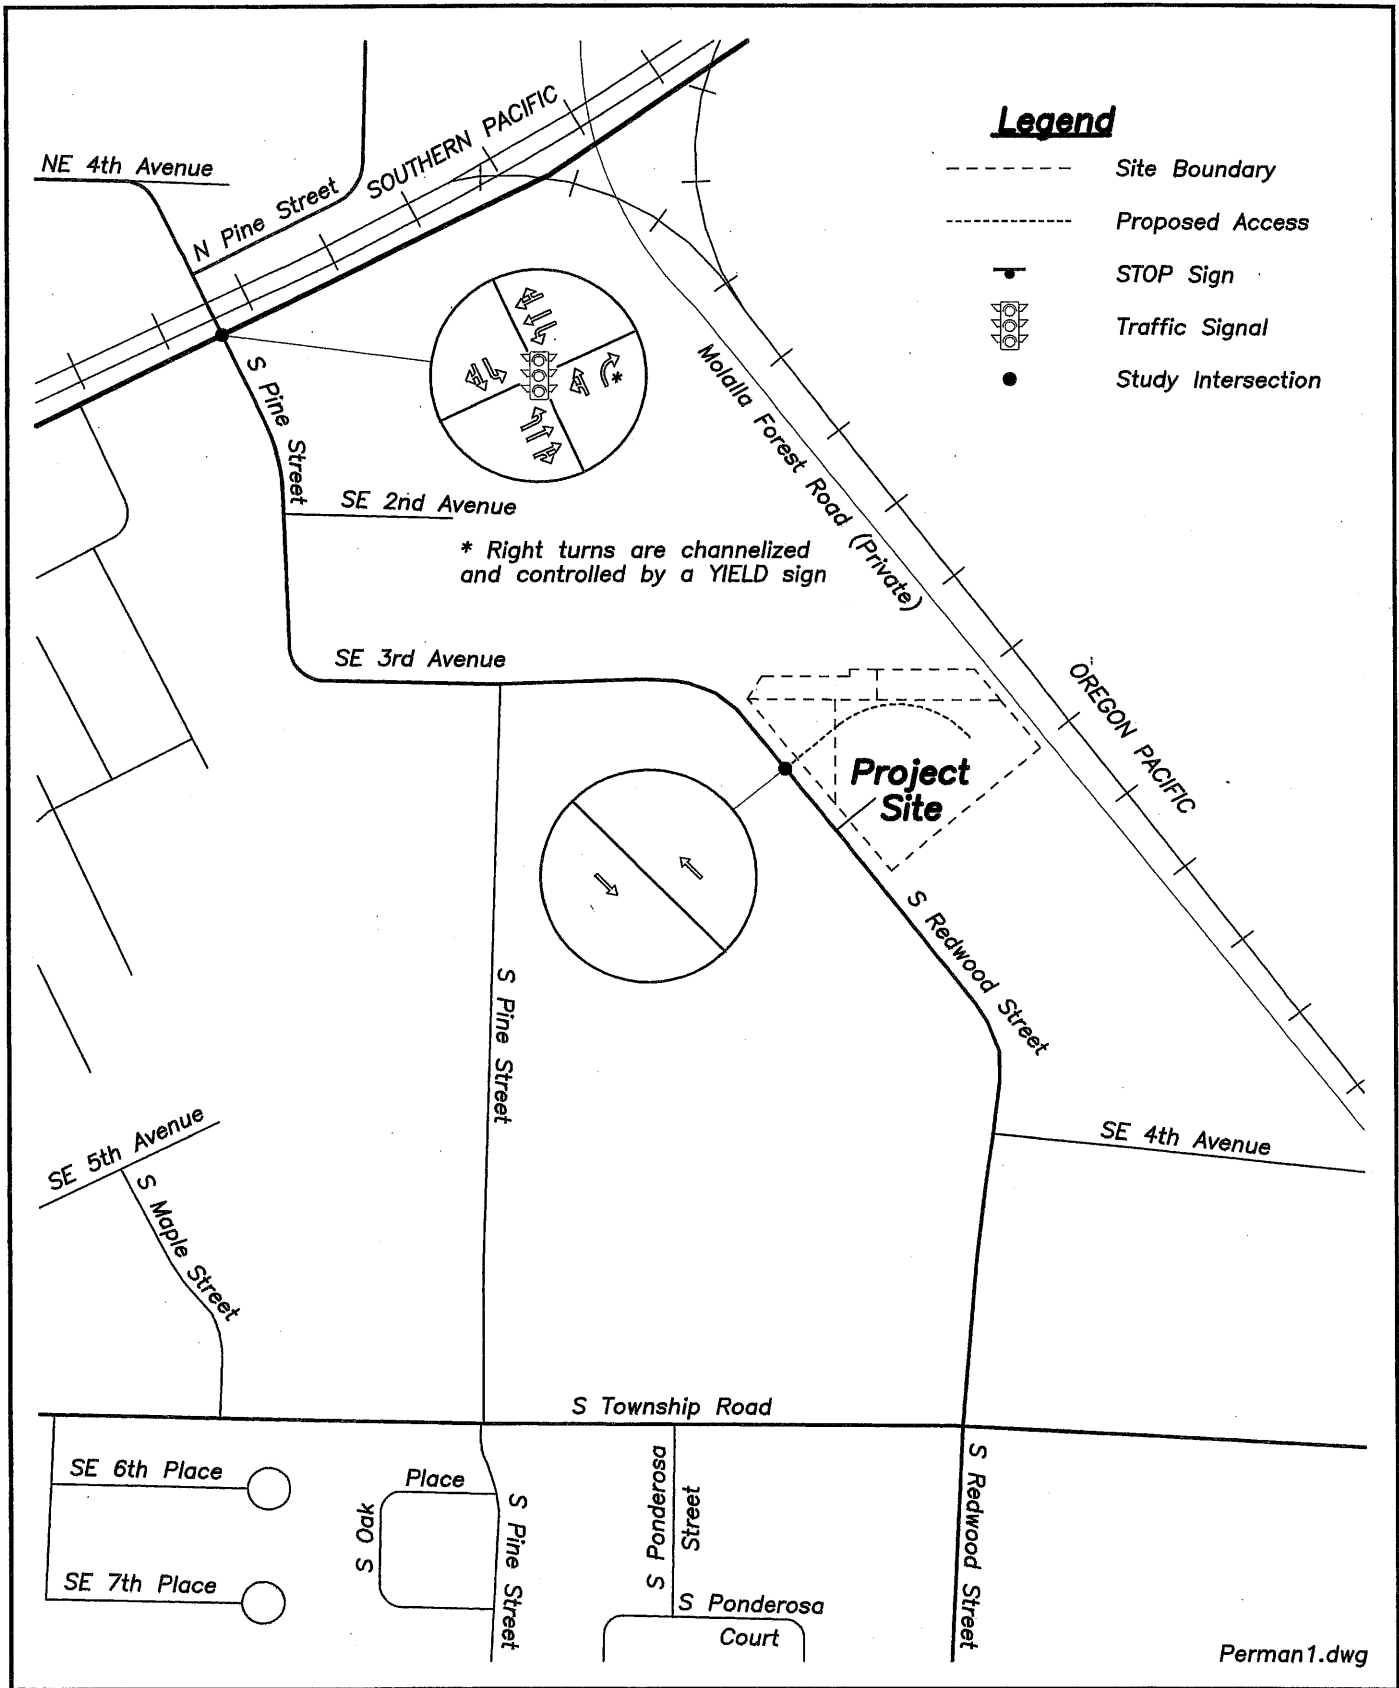 Legend
Site Boundary
Proposed Access
STOP Sign
Traffic Signal
Study Intersection
NE 4th Avenue
N Pine Street
SOUTHERN PACIFIC
S Pine Street
*
SE 2nd Avenue
* Right turns are channelized
and controlled by a YIELD sign
Molalla Forest Road (Private)
SE 3rd Avenue
OREGON PACIFIC
Project
Site
S Redwood Street
S Pine Street
SE 4th Avenue
SE 5th Avenue
S Maple Street
S Township Road
SE 6th Place
Place
S Oak
S Pine Street
S Ponderosa
Street
S Redwood Street
SE 7th Place
S Ponderosa
Court
Perman1.dwg